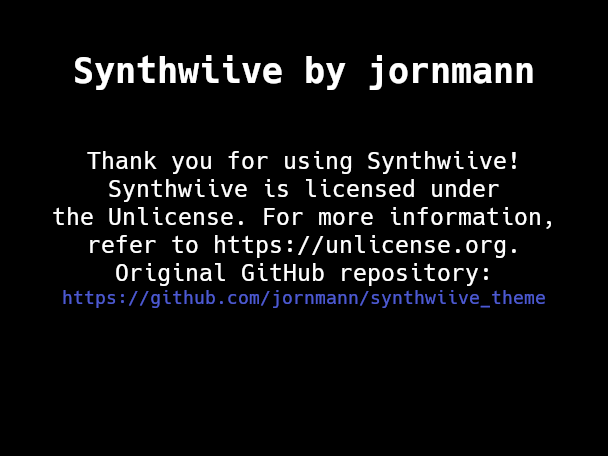 Synthwiive by jornmann
Thank you for using Synthwiive!
Synthwiive is licensed under
the Unlicense. For more information,
refer to https://unlicense.org.
Original GitHub repository:
https://github.com/jornmann/synthwiive_theme